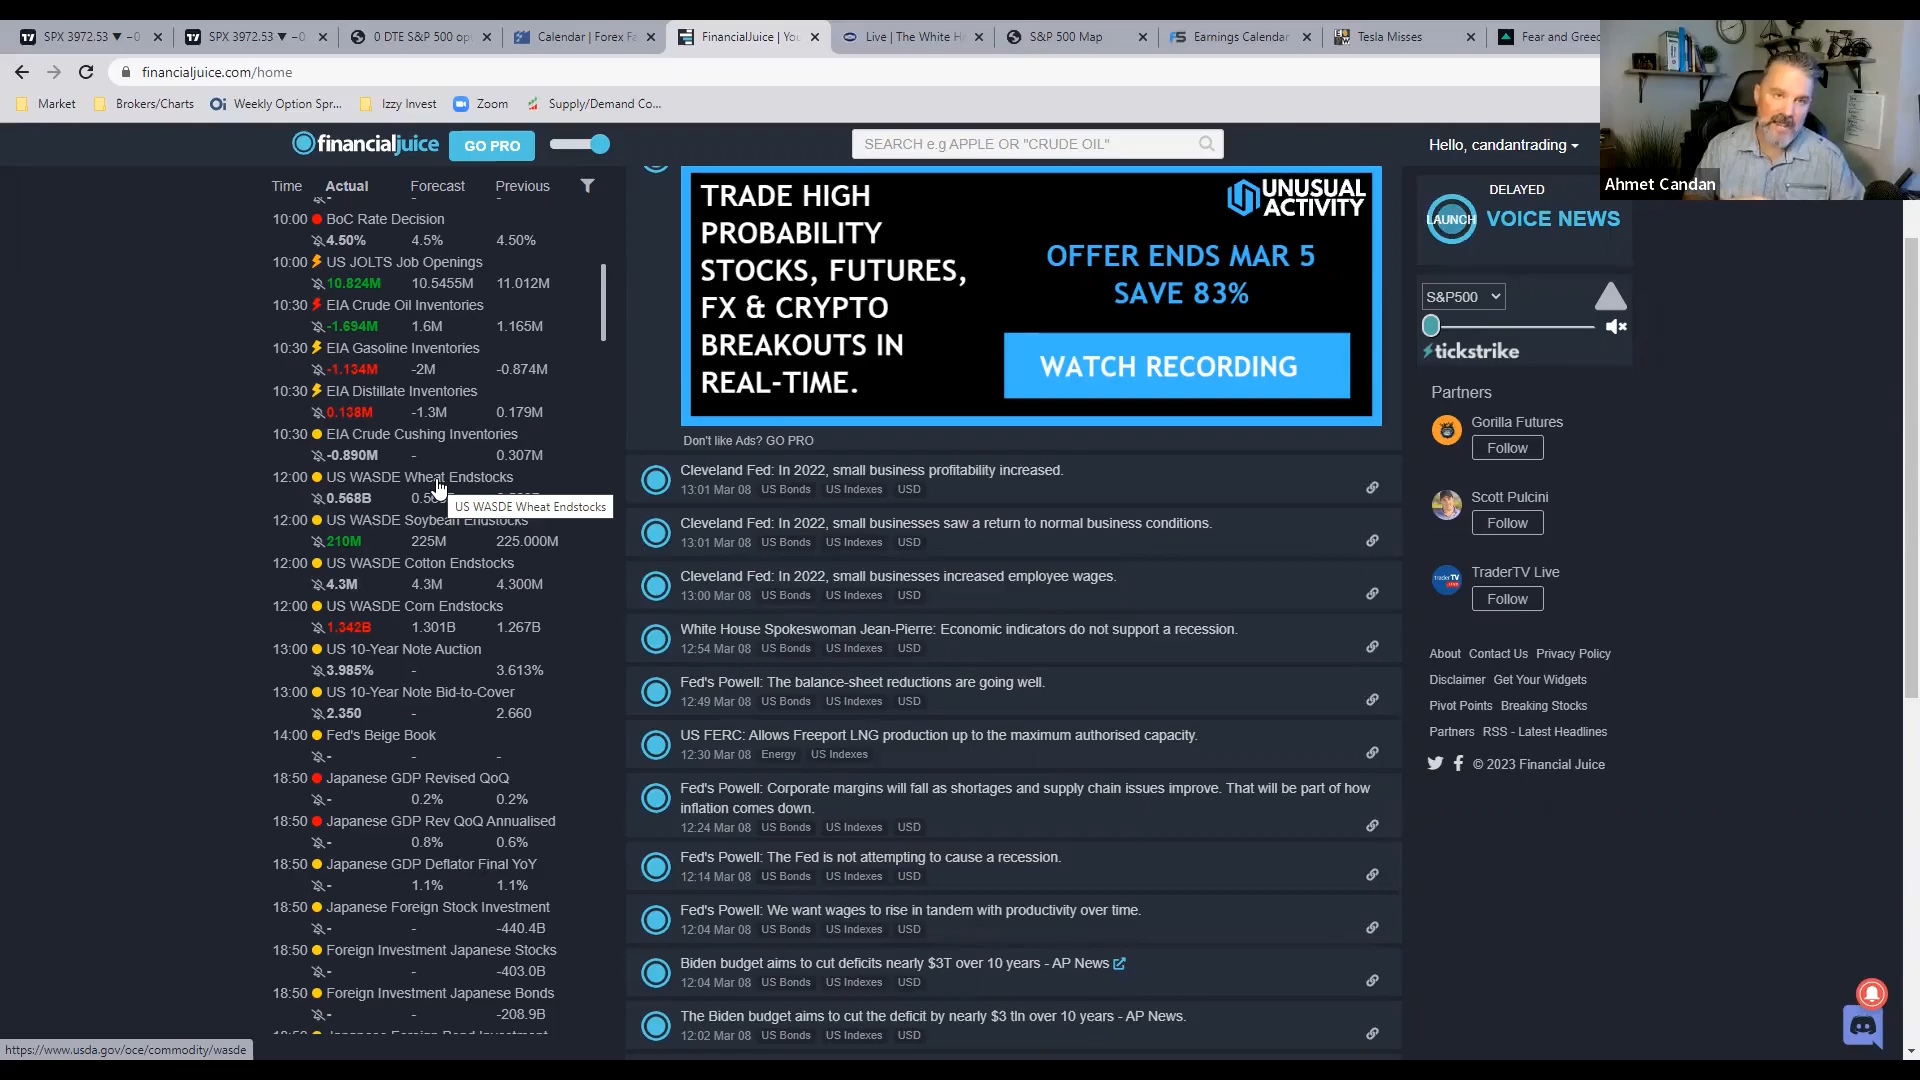 SPX 3972.53 ▼ −0
SPX 3972.53 ▼ −0
0 DTE S&P 500 op
Calendar | Forex Fa
FinancialJuice | You
Live | The White H
S&P 500 Map
Earnings Calendar
Tesla Misses
Fear and Greed
financialjuice.com/home
Market
Brokers/Charts
Weekly Option Spr...
Izzy Invest
Zoom
Supply/Demand Co...
financialjuice
GO PRO
SEARCH e.g APPLE OR "CRUDE OIL"
Hello, candantrading
Ahmet Candan
Time Actual Forecast Previous
- - -
10:00 BoC Rate Decision
4.50% 4.5% 4.50%
10:00 US JOLTS Job Openings
10.824M 10.5455M 11.012M
10:30 EIA Crude Oil Inventories
-1.694M 1.6M 1.165M
10:30 EIA Gasoline Inventories
-1.134M -2M -0.874M
10:30 EIA Distillate Inventories
0.138M -1.3M 0.179M
10:30 EIA Crude Cushing Inventories
-0.890M - 0.307M
12:00 US WASDE Wheat Endstocks
0.568B
US WASDE Wheat Endstocks
12:00 US WASDE Soybean Endstocks
210M 225M 225.000M
12:00 US WASDE Cotton Endstocks
4.3M 4.3M 4.300M
12:00 US WASDE Corn Endstocks
1.342B 1.301B 1.267B
13:00 US 10-Year Note Auction
3.985% - 3.613%
13:00 US 10-Year Note Bid-to-Cover
2.350 - 2.660
14:00 Fed's Beige Book
- - -
18:50 Japanese GDP Revised QoQ
- 0.2% 0.2%
18:50 Japanese GDP Rev QoQ Annualised
- 0.8% 0.6%
18:50 Japanese GDP Deflator Final YoY
- 1.1% 1.1%
18:50 Japanese Foreign Stock Investment
- - -440.4B
18:50 Foreign Investment Japanese Stocks
- - -403.0B
18:50 Foreign Investment Japanese Bonds
- - -208.9B
18:50 Japanese Foreign Bond Investment
https://www.usda.gov/oce/commodity/wasde
TRADE HIGH
PROBABILITY
STOCKS, FUTURES,
FX & CRYPTO
BREAKOUTS IN
REAL-TIME.
UNUSUAL
ACTIVITY
OFFER ENDS MAR 5
SAVE 83%
WATCH RECORDING
Don't like Ads? GO PRO
Cleveland Fed: In 2022, small business profitability increased.
13:01 Mar 08 US Bonds US Indexes USD
Cleveland Fed: In 2022, small businesses saw a return to normal business conditions.
13:01 Mar 08 US Bonds US Indexes USD
Cleveland Fed: In 2022, small businesses increased employee wages.
13:00 Mar 08 US Bonds US Indexes USD
White House Spokeswoman Jean-Pierre: Economic indicators do not support a recession.
12:54 Mar 08 US Bonds US Indexes USD
Fed's Powell: The balance-sheet reductions are going well.
12:49 Mar 08 US Bonds US Indexes USD
US FERC: Allows Freeport LNG production up to the maximum authorised capacity.
12:30 Mar 08 Energy US Indexes
Fed's Powell: Corporate margins will fall as shortages and supply chain issues improve. That will be part of how
inflation comes down.
12:24 Mar 08 US Bonds US Indexes USD
Fed's Powell: The Fed is not attempting to cause a recession.
12:14 Mar 08 US Bonds US Indexes USD
Fed's Powell: We want wages to rise in tandem with productivity over time.
12:04 Mar 08 US Bonds US Indexes USD
Biden budget aims to cut deficits nearly $3T over 10 years - AP News
12:04 Mar 08 US Bonds US Indexes USD
The Biden budget aims to cut the deficit by nearly $3 tln over 10 years - AP News.
12:02 Mar 08 US Bonds US Indexes USD
DELAYED
LAUNCH VOICE NEWS
S&P500
tickstrike
Partners
Gorilla Futures
Follow
Scott Pulcini
Follow
TraderTV Live
Follow
About Contact Us Privacy Policy
Disclaimer Get Your Widgets
Pivot Points Breaking Stocks
Partners RSS - Latest Headlines
© 2023 Financial Juice